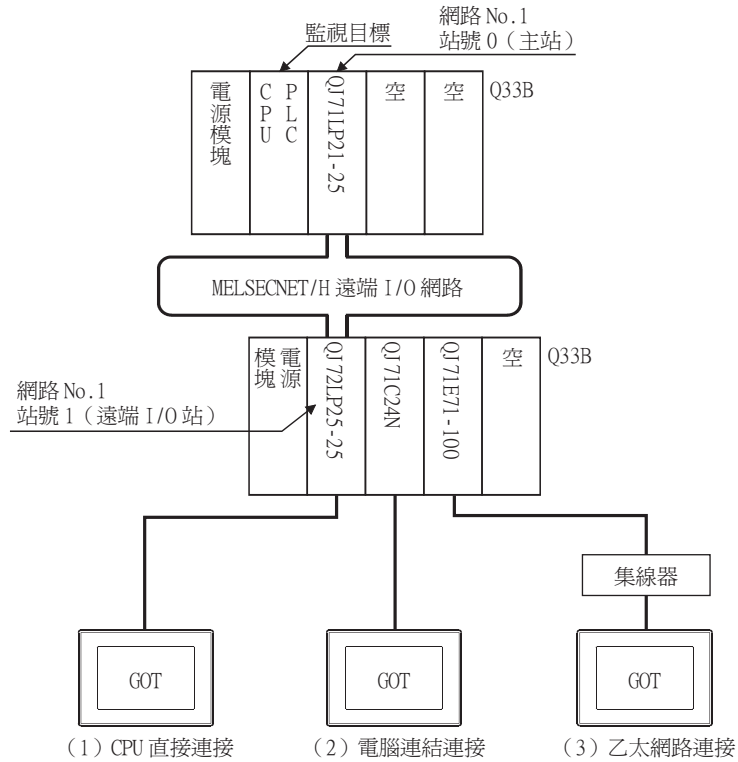 網路 No.1
站號 0（主站）
監視目標
電源模塊
PLC
CPU
QJ71LP21-25
空
空
Q33B
MELSECNET/H 遠端 I/O 網路
電源
模塊
QJ72LP25-25
QJ71C24N
QJ71E71-100
空
Q33B
網路 No.1
站號 1（遠端 I/O 站）
集線器
GOT
GOT
GOT
（1）CPU 直接連接
（2）電腦連結連接
（3）乙太網路連接